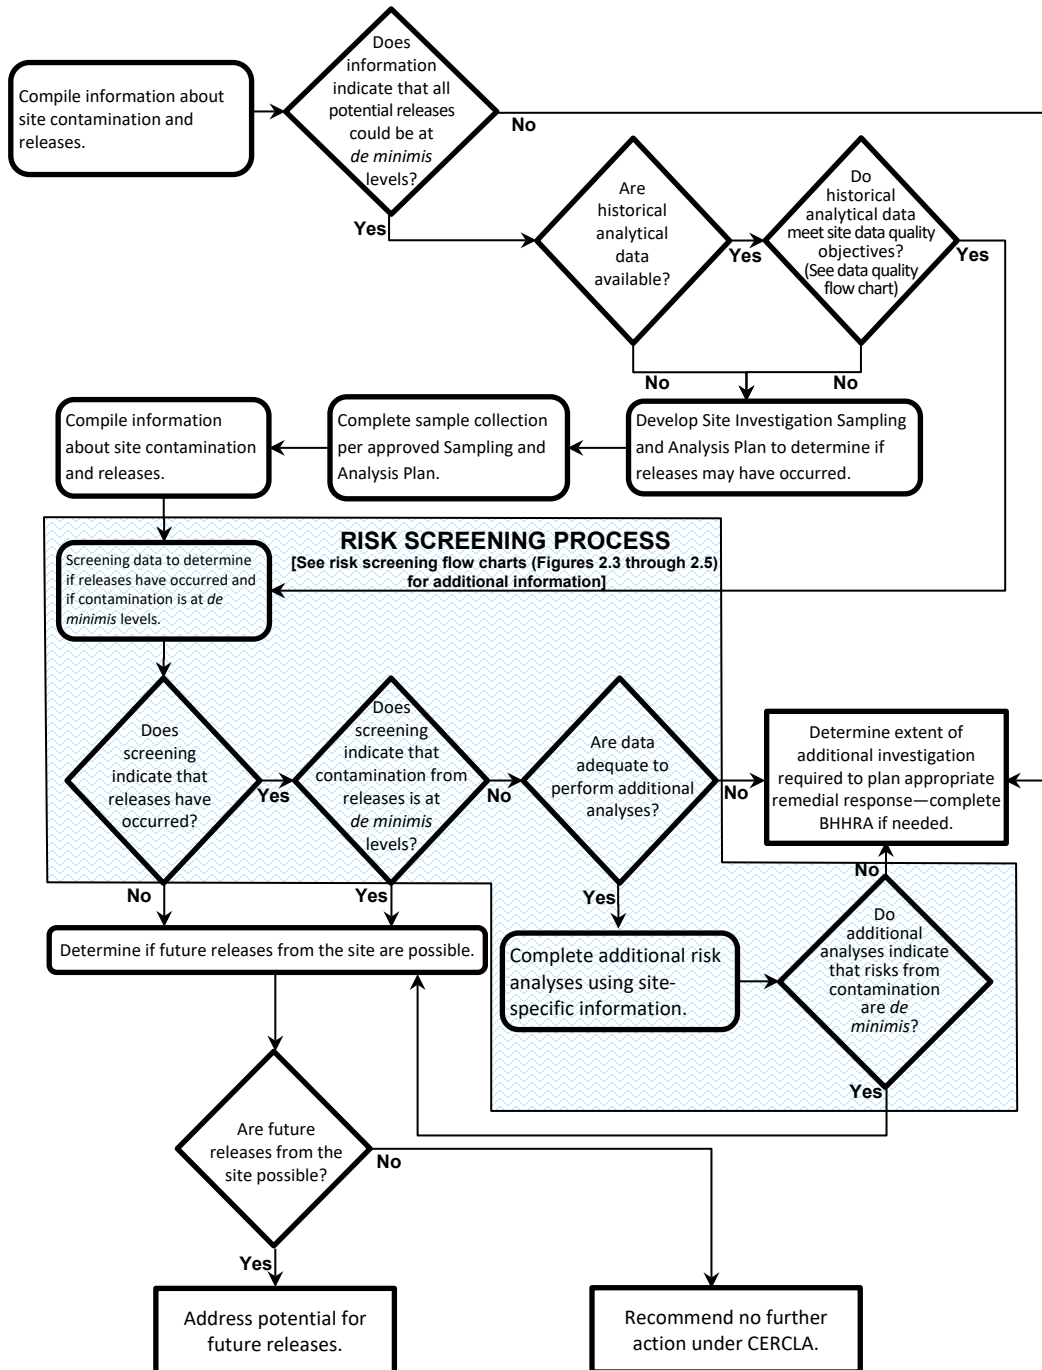 Does
information
indicate that all
potential releases
could be at
de minimis
levels?
Compile information about
site contamination and
releases.
No
Yes
Are
historical
analytical
data
available?
Yes
Do
historical
analytical data
meet site data quality
objectives?
(See data quality
flow chart)
Yes
No
No
Compile information
about site contamination
and releases.
Complete sample collection
per approved Sampling and
Analysis Plan.
Develop Site Investigation Sampling
and Analysis Plan to determine if
releases may have occurred.
RISK SCREENING PROCESS
[See risk screening flow charts (Figures 2.3 through 2.5)
for additional information]
Screening data to determine
if releases have occurred and
if contamination is at de
minimis levels.
Does
screening
indicate that
releases have
occurred?
Yes
Does
screening
indicate that
contamination from
releases is at
de minimis
levels?
No
Are data
adequate to
perform additional
analyses?
No
Determine extent of
additional investigation
required to plan appropriate
remedial response—complete
BHHRA if needed.
No
No
Yes
Yes
Determine if future releases from the site are possible.
Complete additional risk
analyses using site-
specific information.
Do
additional
analyses indicate
that risks from
contamination
are de
minimis?
Yes
Are future
releases from the
site possible?
No
Yes
Address potential for
future releases.
Recommend no further
action under CERCLA.